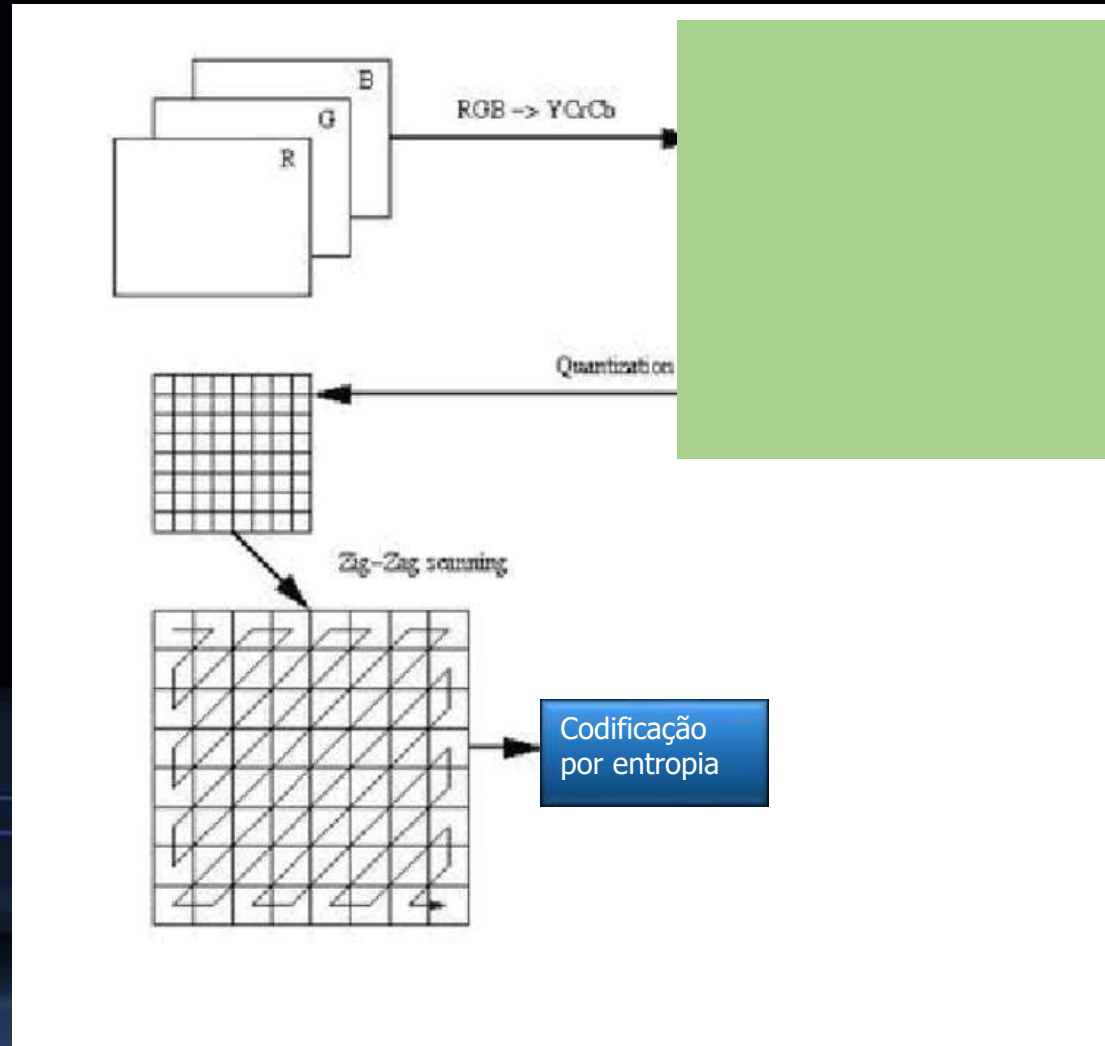 B
G
R
RGB -> YCrCb
Quantization
Zig-Zag scanning
Codificação
por entropia